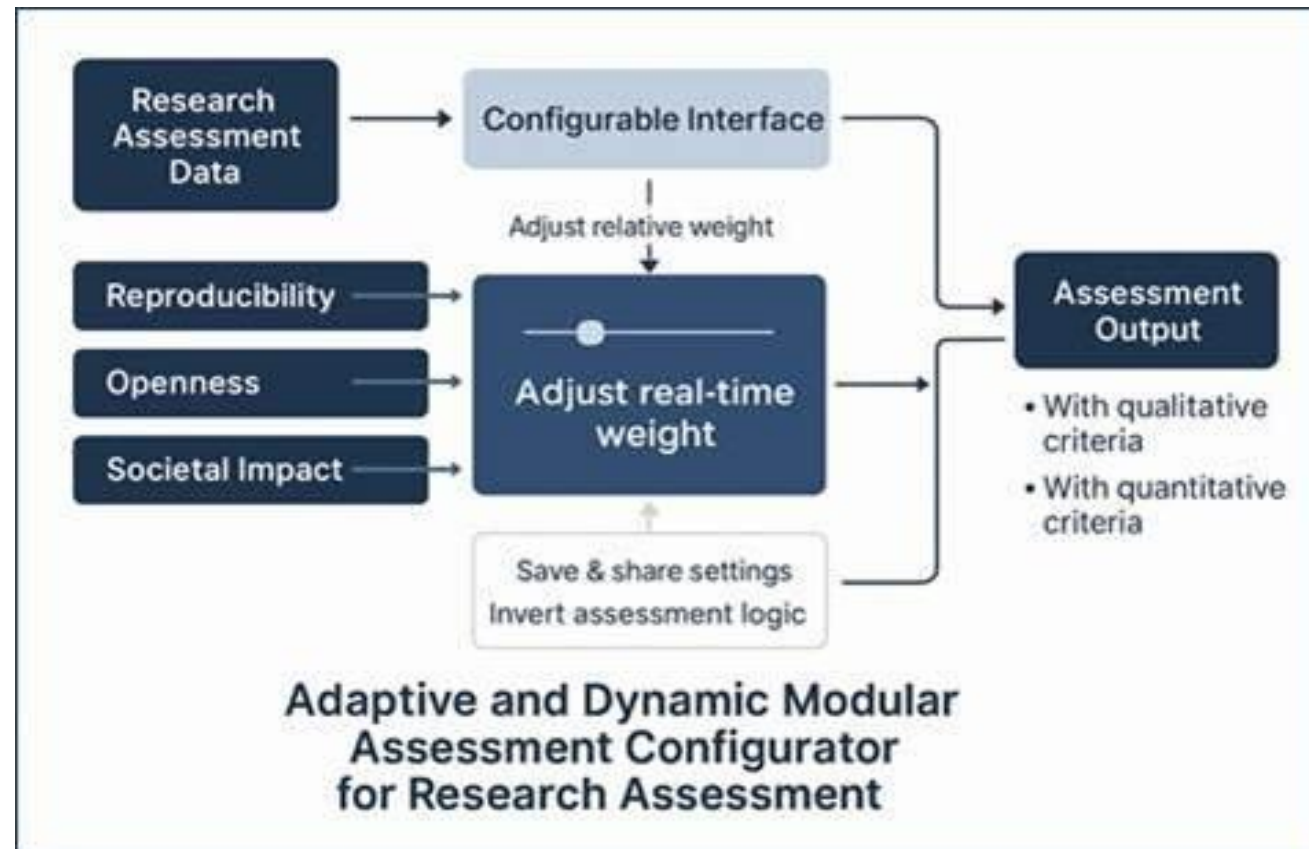 Research
Assessment
Data
Configurable Interface
Adjust relative weight
Reproducibility
Openness
Societal Impact
Adjust real-time
weight
Assessment
Output
• With qualitative
criteria
• With quantitative
criteria
Save & share settings
Invert assessment logic
Adaptive and Dynamic Modular
Assessment Configurator
for Research Assessment